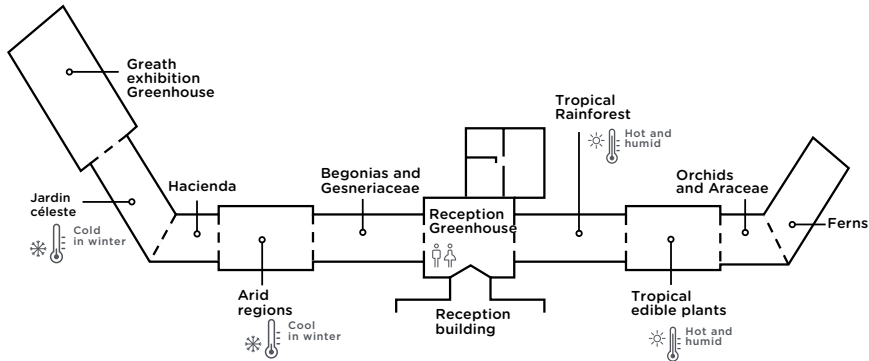 Greath
exhibition
Greenhouse
Tropical
Rainforest
Hot and
humid
Jardin
céleste
Cold
in winter
Hacienda
Begonias and
Gesneriaceae
Reception
Greenhouse
Orchids
and Araceae
Ferns
Arid
regions
Cool
in winter
Reception
building
Tropical
edible plants
Hot and
humid